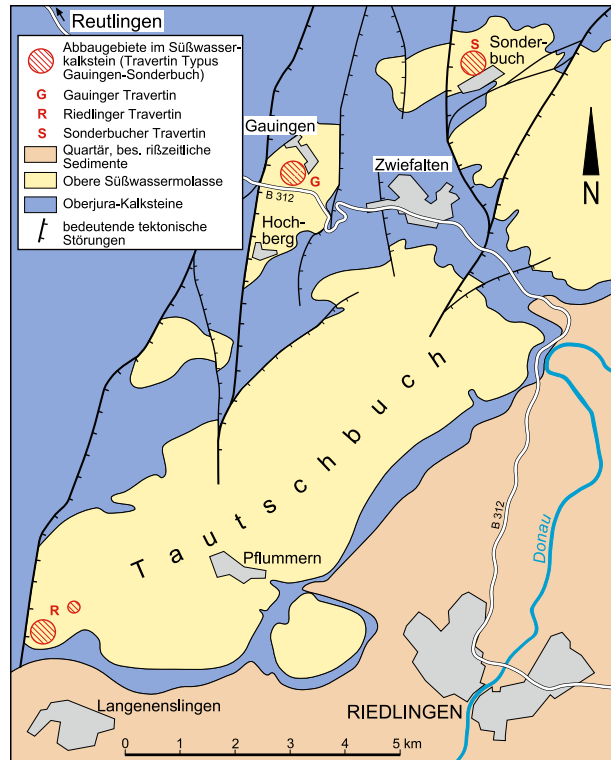 Reutlingen
Abbaugebiete im Süßwasser-
kalkstein (Travertin Typus
Gauingen-Sonderbuch)
G Gauinger Travertin
R Riedlinger Travertin
S Sonderbucher Travertin
Quartär, bes. rißzeitliche
Sedimente
Obere Süßwassermolasse
Oberjura-Kalksteine
bedeutende tektonische
Störungen
S
Sonder-
buch
Gauingen
G
Zwiefalten
B 312
N
Hoch-
berg
Tautschbuch
B 312
Donau
Pflummern
R
Langenenslingen
RIEDLINGEN
0 1 2 3 4 5 km